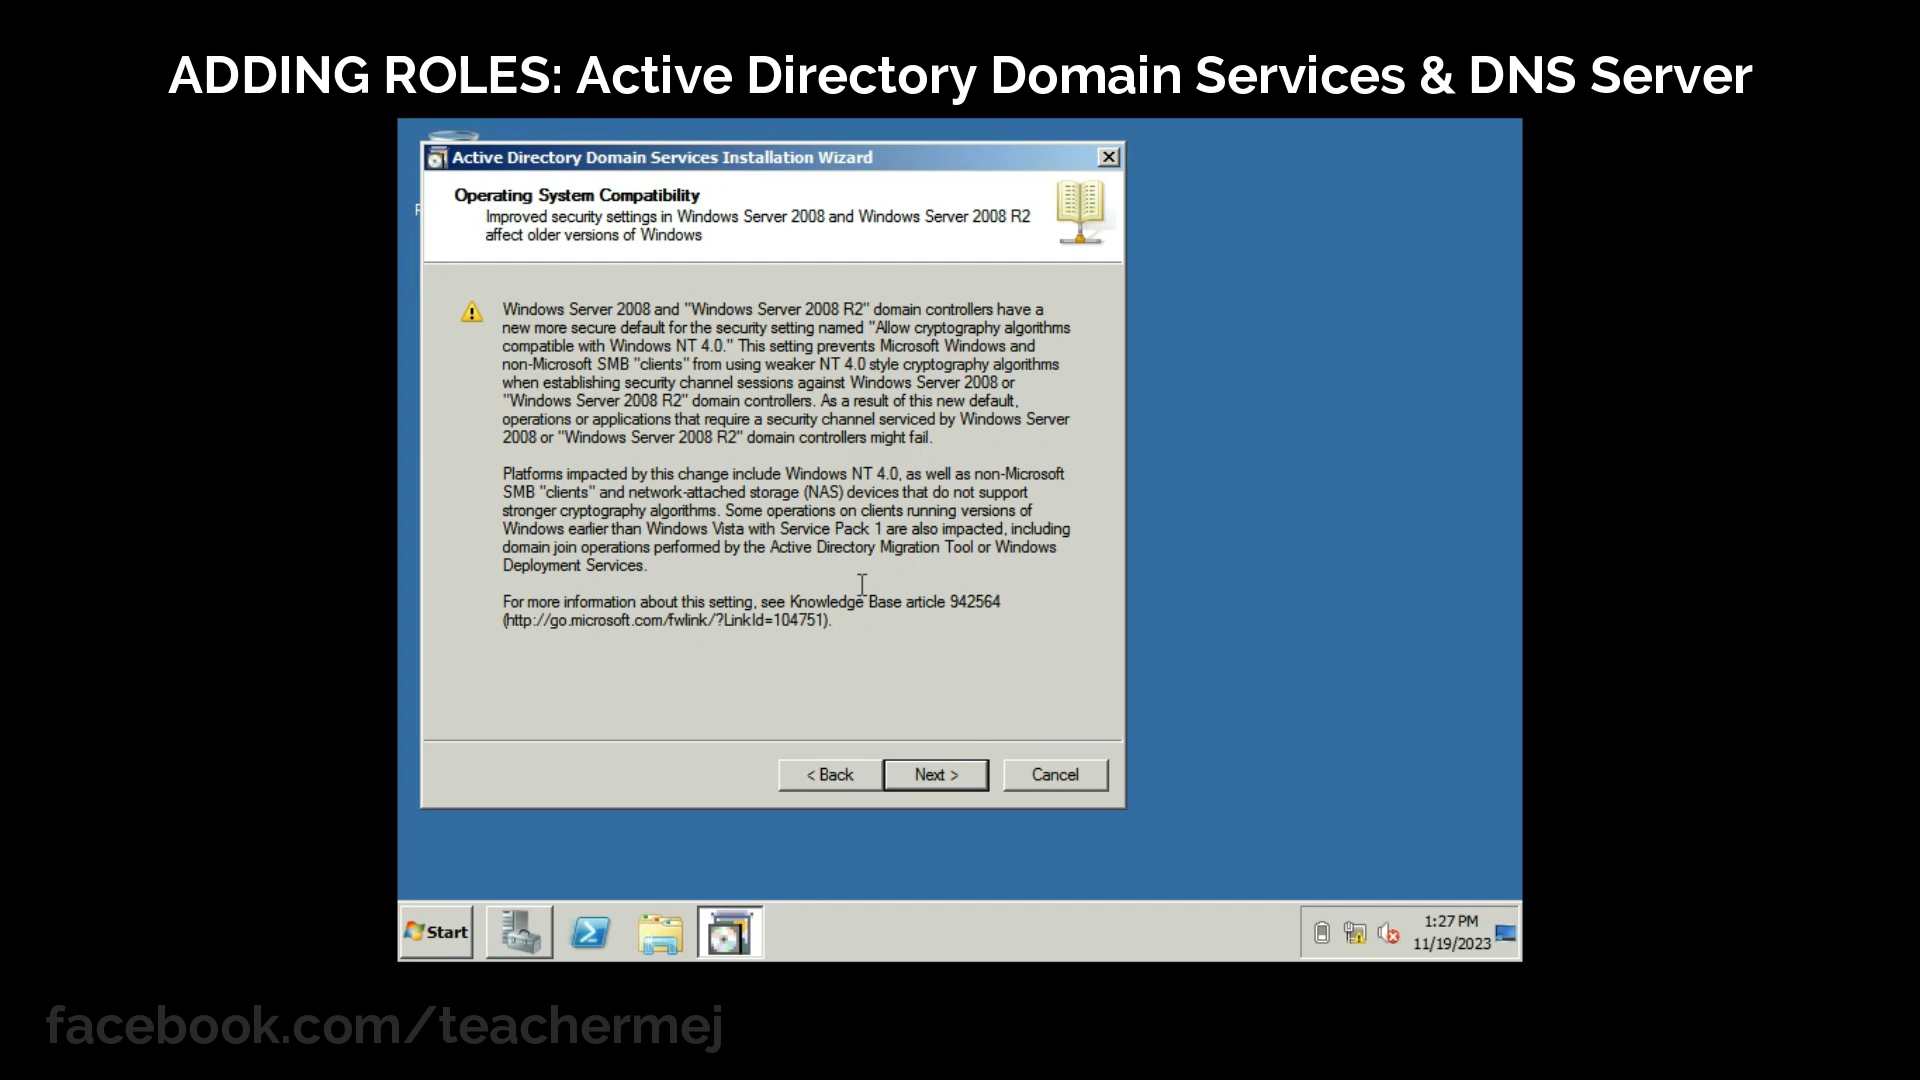 ADDING ROLES: Active Directory Domain Services & DNS Server
Active Directory Domain Services Installation Wizard
Operating System Compatibility
Improved security settings in Windows Server 2008 and Windows Server 2008 R2
affect older versions of Windows
Windows Server 2008 and "Windows Server 2008 R2" domain controllers have a
new more secure default for the security setting named "Allow cryptography algorithms
compatible with Windows NT 4.0." This setting prevents Microsoft Windows and
non-Microsoft SMB "clients" from using weaker NT 4.0 style cryptography algorithms
when establishing security channel sessions against Windows Server 2008 or
"Windows Server 2008 R2" domain controllers. As a result of this new default,
operations or applications that require a security channel serviced by Windows Server
2008 or "Windows Server 2008 R2" domain controllers might fail.
Platforms impacted by this change include Windows NT 4.0, as well as non-Microsoft
SMB "clients" and network-attached storage (NAS) devices that do not support
stronger cryptography algorithms. Some operations on clients running versions of
Windows earlier than Windows Vista with Service Pack 1 are also impacted, including
domain join operations performed by the Active Directory Migration Tool or Windows
Deployment Services.
For more information about this setting, see Knowledge Base article 942564
(http://go.microsoft.com/fwlink/?LinkId=104751).
< Back
Next >
Cancel
Start
1:27 PM
11/19/2023
facebook.com/teachermej